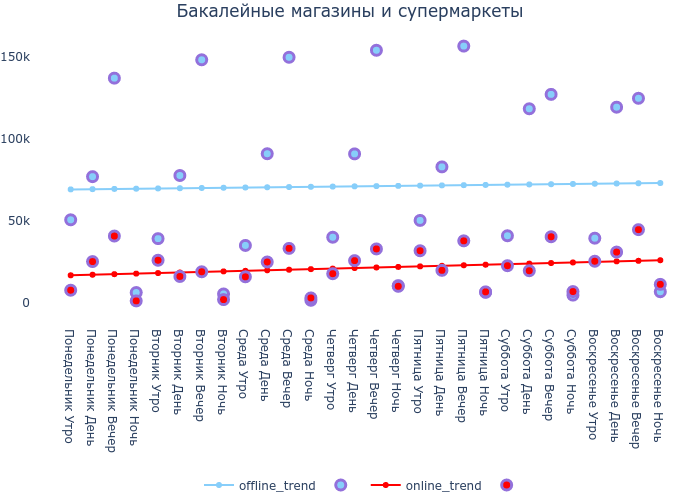 Бакалейные магазины и супермаркеты
150k
100k
50k
0
Понедельник Утро
Понедельник День
Понедельник Вечер
Понедельник Ночь
Вторник Утро
Вторник День
Вторник Вечер
Вторник Ночь
Среда Утро
Среда День
Среда Вечер
Среда Ночь
Четверг Утро
Четверг День
Четверг Вечер
Четверг Ночь
Пятница Утро
Пятница День
Пятница Вечер
Пятница Ночь
Суббота Утро
Суббота День
Суббота Вечер
Суббота Ночь
Воскресенье Утро
Воскресенье День
Воскресенье Вечер
Воскресенье Ночь
offline_trend
online_trend